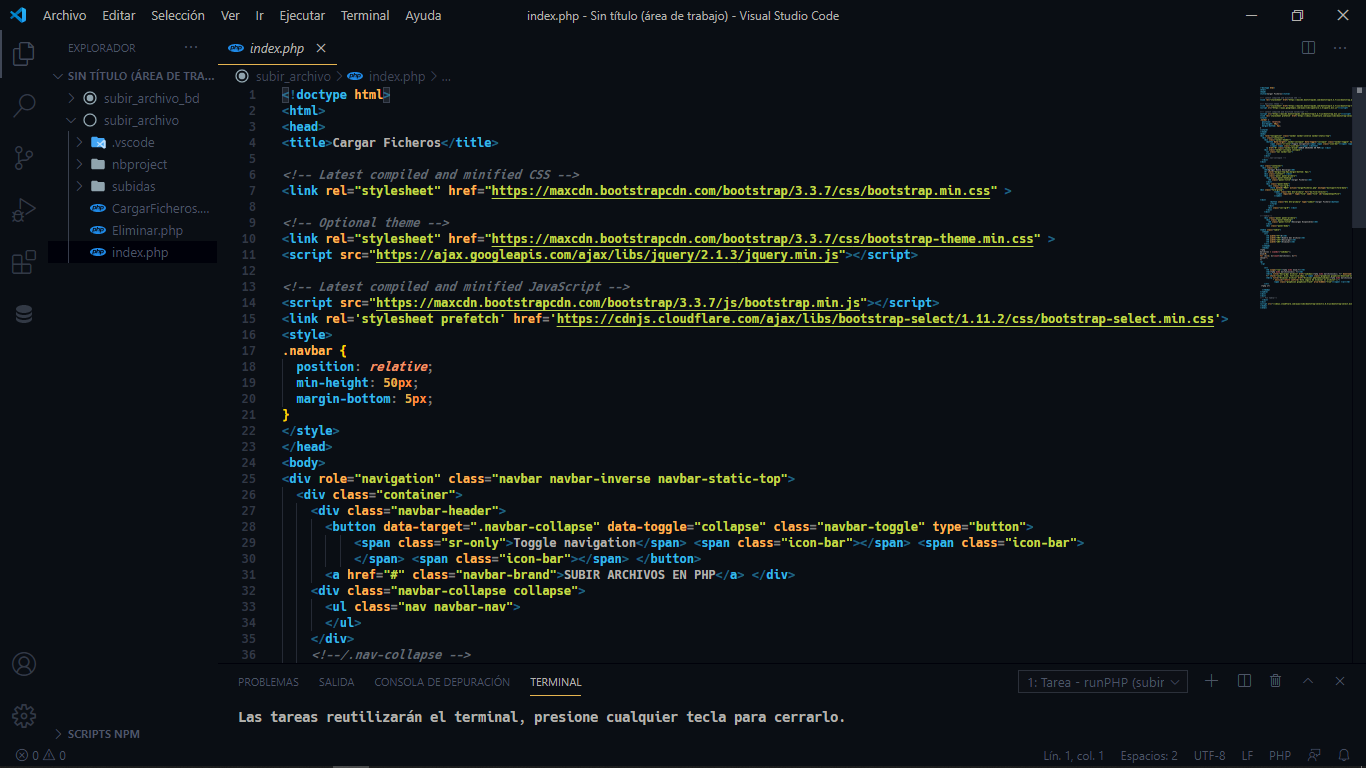 Archivo Editar Selección Ver Ir Ejecutar Terminal Ayuda index.php - Sin título (área de trabajo) - Visual Studio Code
EXPLORADOR ···
SIN TÍTULO (ÁREA DE TRA...
subir_archivo_bd
subir_archivo
.vscode
nbproject
subidas
php CargarFicheros....
php Eliminar.php
php index.php
SCRIPTS NPM
php index.php
subir_archivo > php index.php > ...
1 <!doctype html>
2 <html>
3 <head>
4 <title>Cargar Ficheros</title>
5
6 <!-- Latest compiled and minified CSS -->
7 <link rel="stylesheet" href="https://maxcdn.bootstrapcdn.com/bootstrap/3.3.7/css/bootstrap.min.css" >
8
9 <!-- Optional theme -->
10 <link rel="stylesheet" href="https://maxcdn.bootstrapcdn.com/bootstrap/3.3.7/css/bootstrap-theme.min.css" >
11 <script src="https://ajax.googleapis.com/ajax/libs/jquery/2.1.3/jquery.min.js"></script>
12
13 <!-- Latest compiled and minified JavaScript -->
14 <script src="https://maxcdn.bootstrapcdn.com/bootstrap/3.3.7/js/bootstrap.min.js"></script>
15 <link rel='stylesheet prefetch' href='https://cdnjs.cloudflare.com/ajax/libs/bootstrap-select/1.11.2/css/bootstrap-select.min.css'>
16 <style>
17 .navbar {
18 position: relative;
19 min-height: 50px;
20 margin-bottom: 5px;
21 }
22 </style>
23 </head>
24 <body>
25 <div role="navigation" class="navbar navbar-inverse navbar-static-top">
26 <div class="container">
27 <div class="navbar-header">
28 <button data-target=".navbar-collapse" data-toggle="collapse" class="navbar-toggle" type="button">
29 <span class="sr-only">Toggle navigation</span> <span class="icon-bar"></span> <span class="icon-bar">
30 </span> <span class="icon-bar"></span> </button>
31 <a href="#" class="navbar-brand">SUBIR ARCHIVOS EN PHP</a> </div>
32 <div class="navbar-collapse collapse">
33 <ul class="nav navbar-nav">
34 </ul>
35 </div>
36 <!--/.nav-collapse -->
PROBLEMAS SALIDA CONSOLA DE DEPURACIÓN TERMINAL 1: Tarea - runPHP (subir
Las tareas reutilizarán el terminal, presione cualquier tecla para cerrarlo.
0 0 Lín. 1, col. 1 Espacios: 2 UTF-8 LF PHP